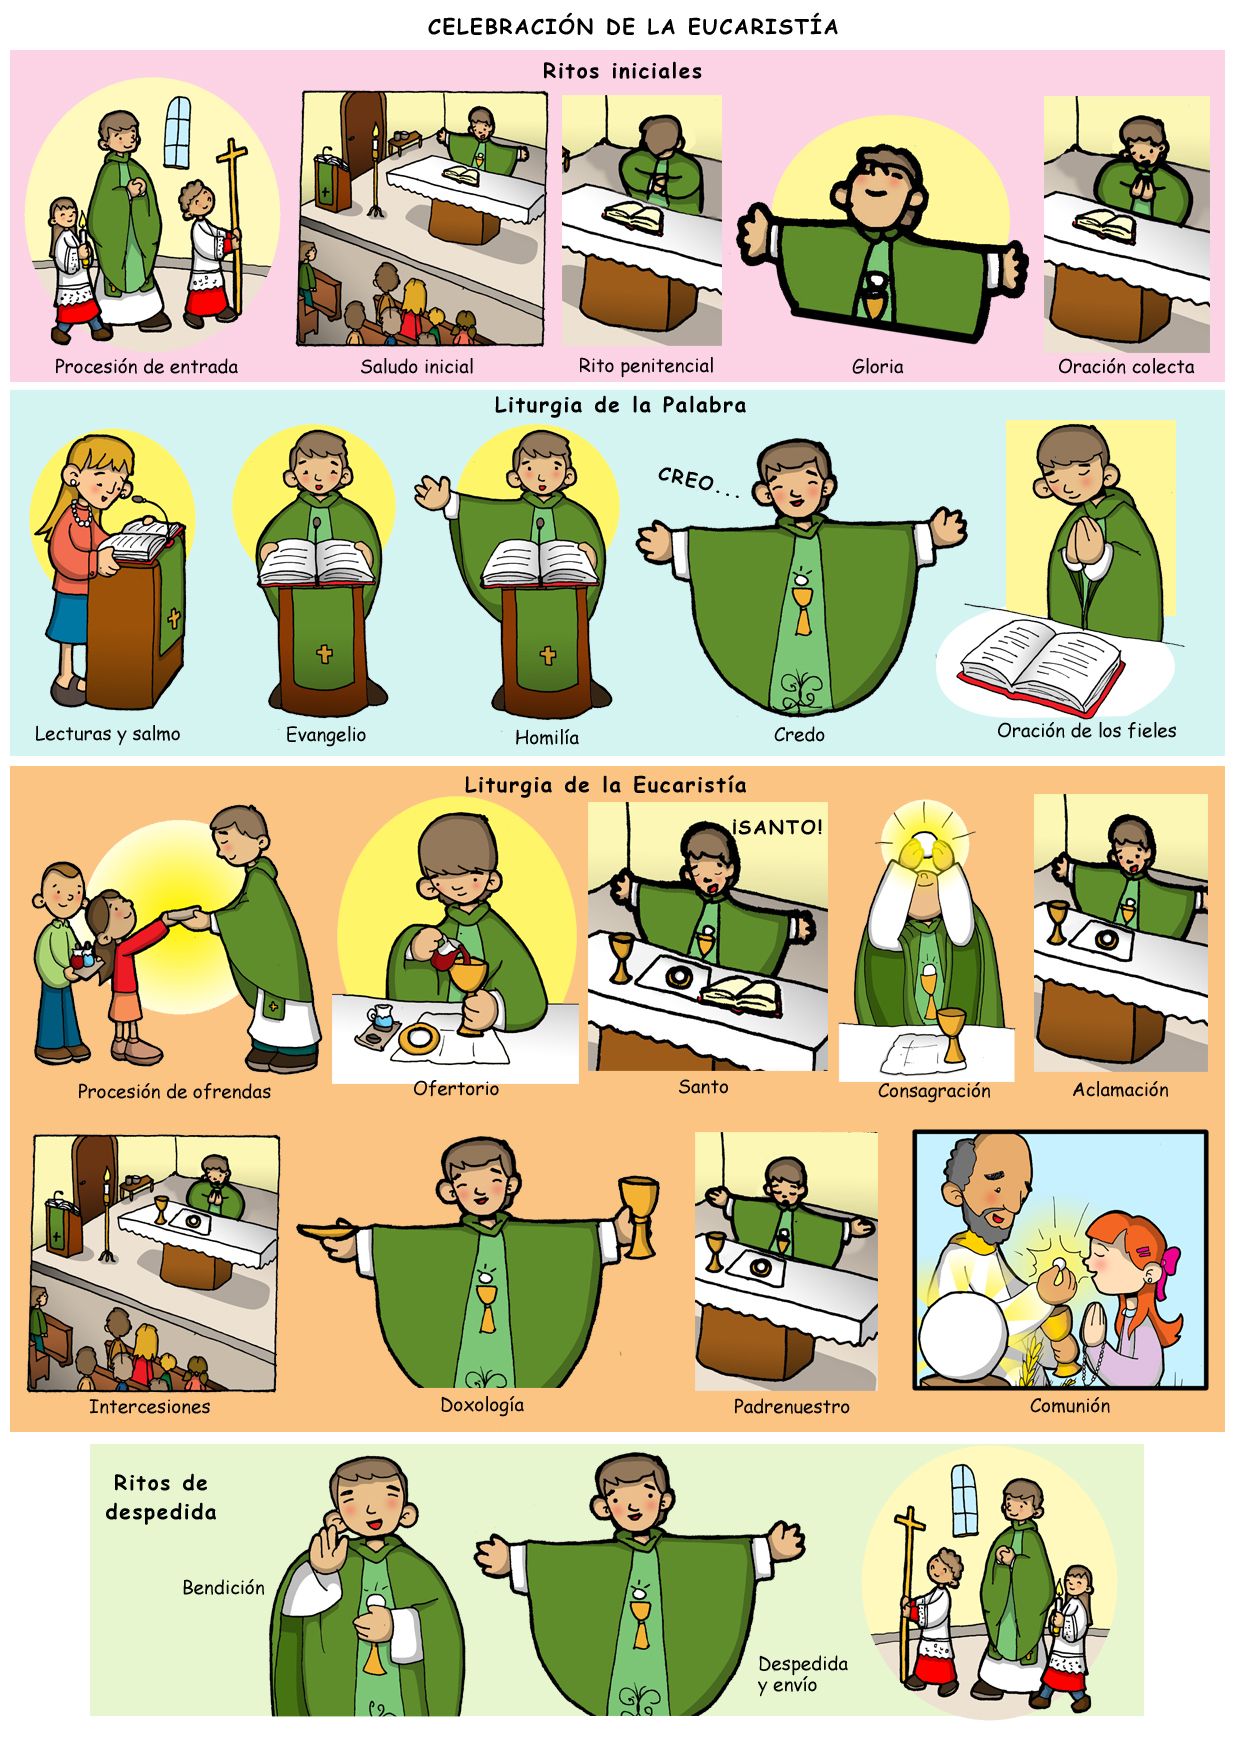 CELEBRACIÓN DE LA EUCARISTÍA
Ritos iniciales
Procesión de entrada
Saludo inicial
Rito penitencial
Gloria
Oración colecta
Liturgia de la Palabra
CREO...
Lecturas y salmo
Evangelio
Homilía
Credo
Oración de los fieles
Liturgia de la Eucaristía
¡SANTO!
Procesión de ofrendas
Ofertorio
Santo
Consagración
Aclamación
Intercesiones
Doxología
Padrenuestro
Comunión
Ritos de
despedida
Bendición
Despedida
y envío